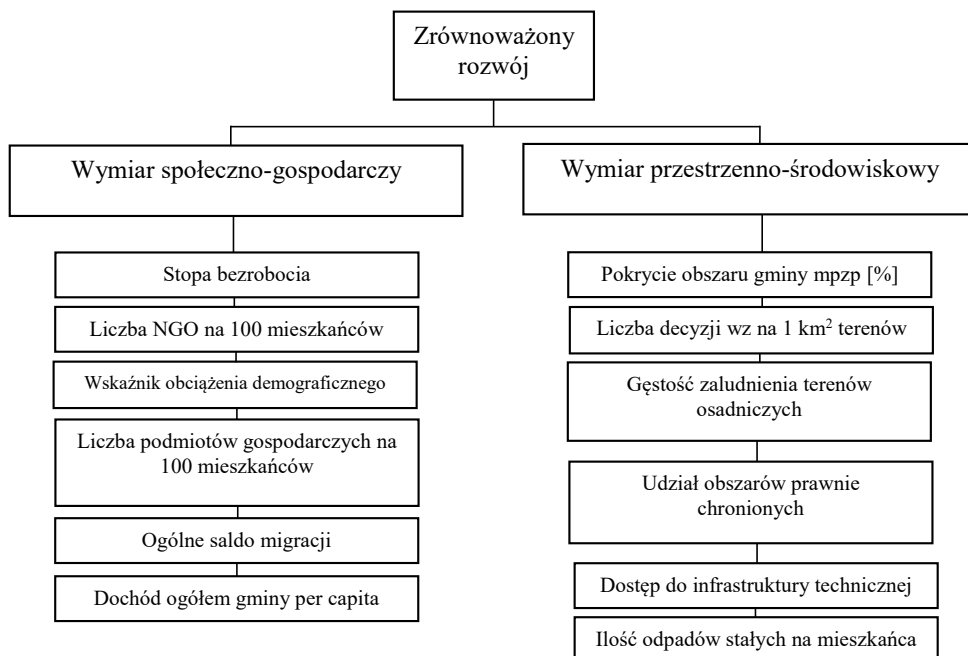 Zrównoważony
rozwój
Wymiar społeczno-gospodarczy
Stopa bezrobocia
Liczba NGO na 100 mieszkańców
Wskaźnik obciążenia demograficznego
Liczba podmiotów gospodarczych na
100 mieszkańców
Ogólne saldo migracji
Dochód ogółem gminy per capita
Wymiar przestrzenno-środowiskowy
Pokrycie obszaru gminy mpzp [%]
Liczba decyzji wz na 1 km² terenów
Gęstość zaludnienia terenów
osadniczych
Udział obszarów prawnie
chronionych
Dostęp do infrastruktury technicznej
Ilość odpadów stałych na mieszkańca